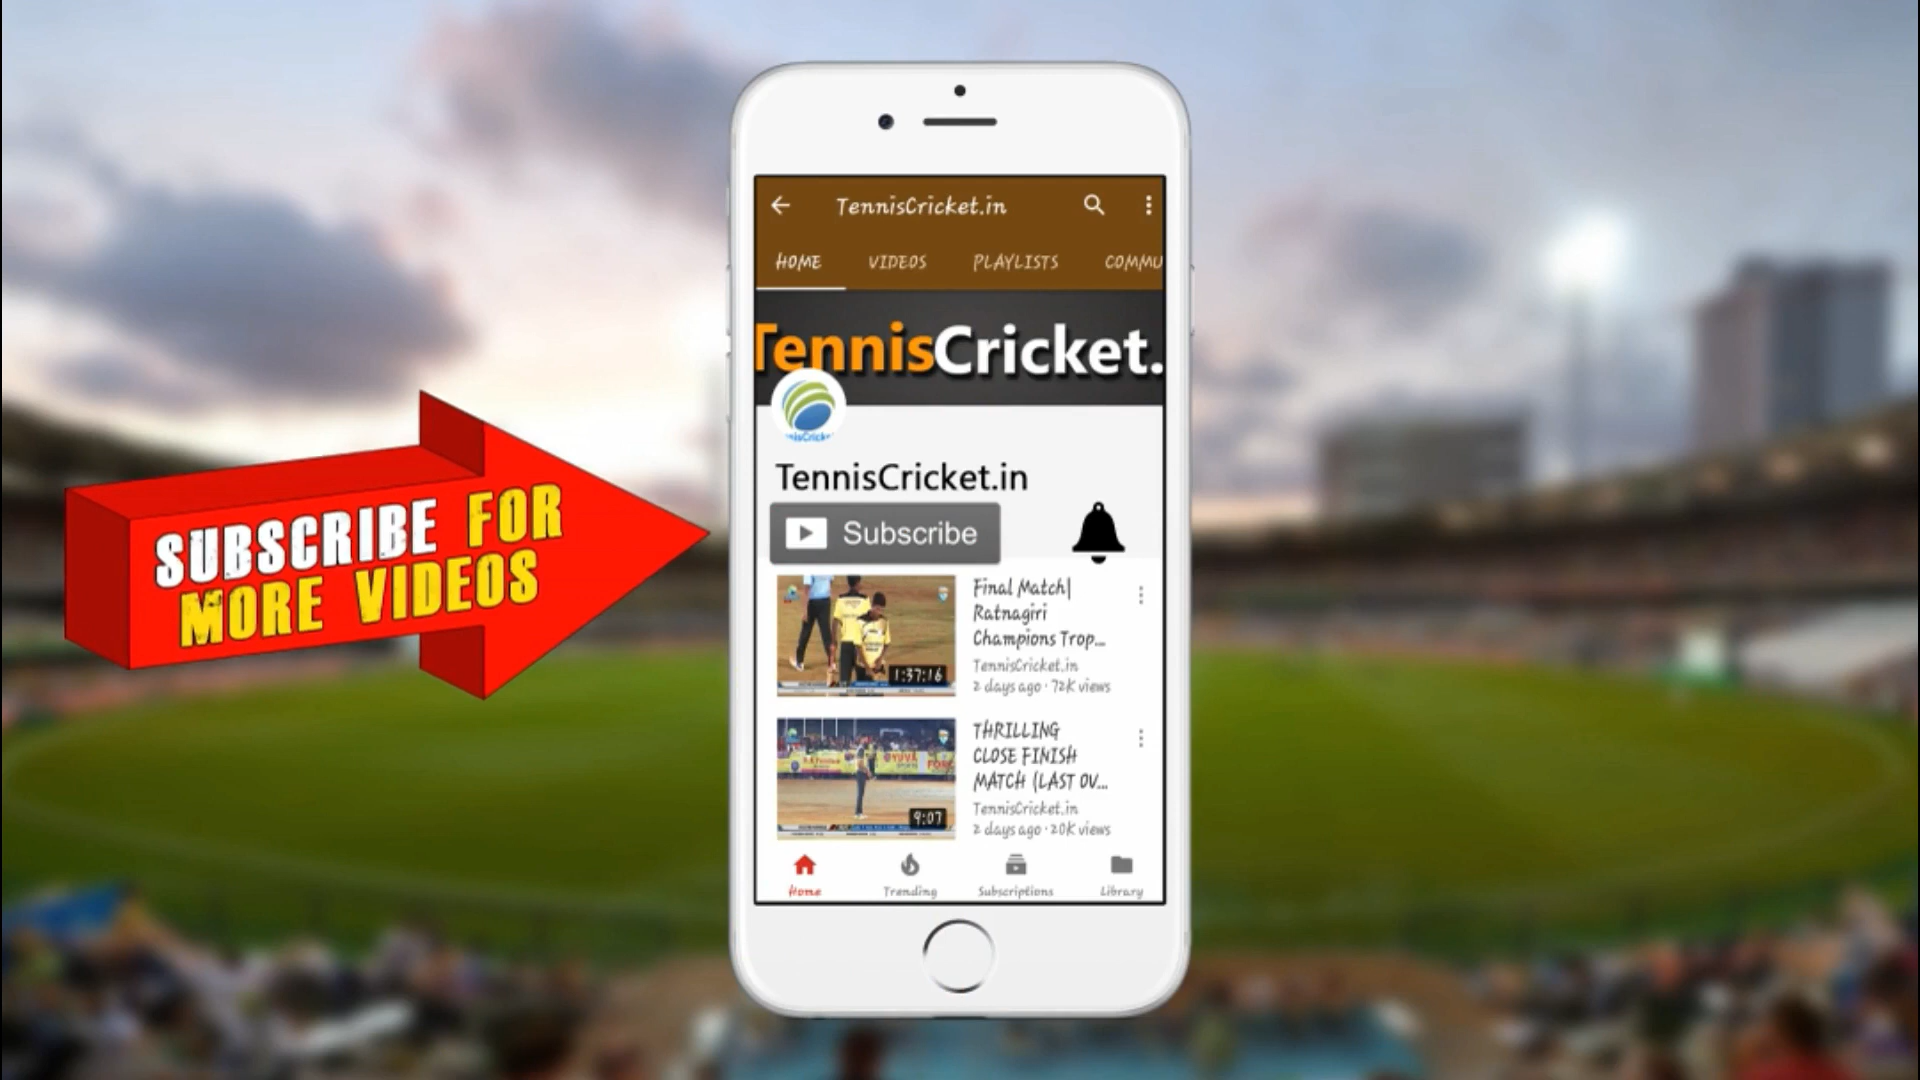 TennisCricket.in
HOME VIDEOS PLAYLISTS COMMU
TennisCricket.
TennisCricket.in
Subscribe
SUBSCRIBE FOR
MORE VIDEOS
Final Match|
Ratnagiri
Champions Trop...
TennisCricket.in
2 days ago · 72K views
1:37:16
THRILLING
CLOSE FINISH
MATCH (LAST OV...
TennisCricket.in
2 days ago · 20K views
YUVA
9:07
Home Trending Subscriptions Library